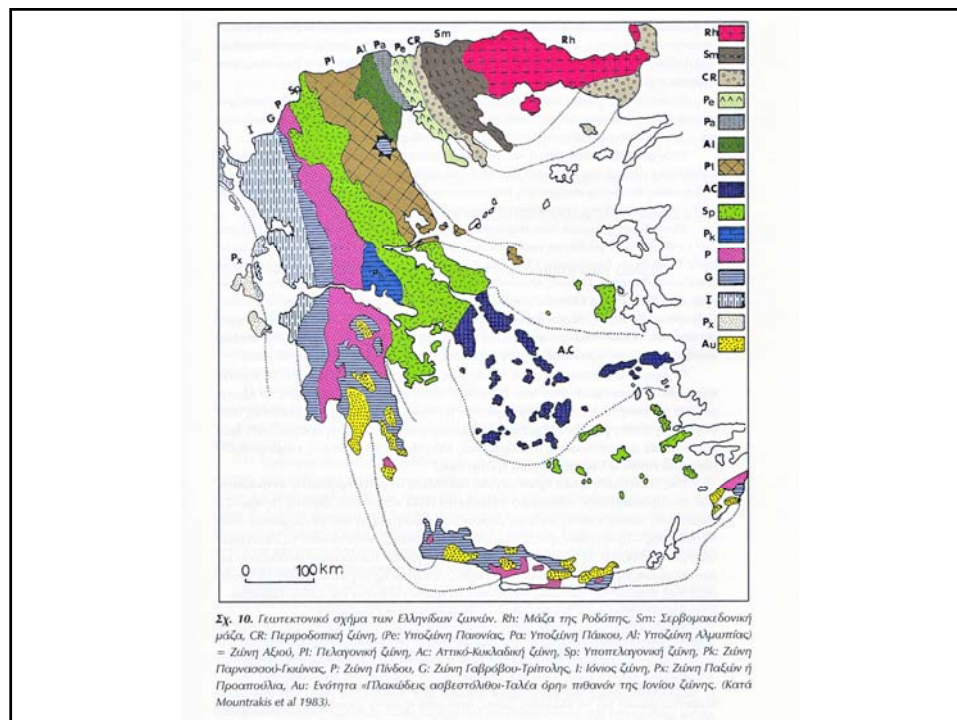 Sm
Rh
CR
Pa
Al
Pe
Pl
Sp
P
G
I
Px
Pk
A.C
Rh
Sm
CR
Pe
Pa
Al
Pl
AC
Sp
Pk
P
G
I
Px
Au
0 100 km
Σχ. 10. Γεωτεκτονικό σχήμα των Ελληνίδων ζωνών. Rh: Μάζα της Ροδόπης, Sm: Σερβομακεδονική
μάζα, CR: Περιροδοπική ζώνη, (Pe: Υποζώνη Παιονίας, Pa: Υποζώνη Πάικου, Al: Υποζώνη Αλμωπίας)
= Ζώνη Αξιού, Pl: Πελαγονική ζώνη, Ac: Αττικό-Κυκλαδική ζώνη, Sp: Υποπελαγονική ζώνη, Pk: Ζώνη
Παρνασσού-Γκιώνας, P: Ζώνη Πίνδου, G: Ζώνη Γαβρόβου-Τρίπολης, I: Ιόνιος ζώνη, Px: Ζώνη Παξών ή
Προαπούλια, Au: Ενότητα «Πλακώδεις ασβεστόλιθοι-Ταλέα όρη» πιθανόν της Ιονίου ζώνης. (Κατά
Mountrakis et al 1983).